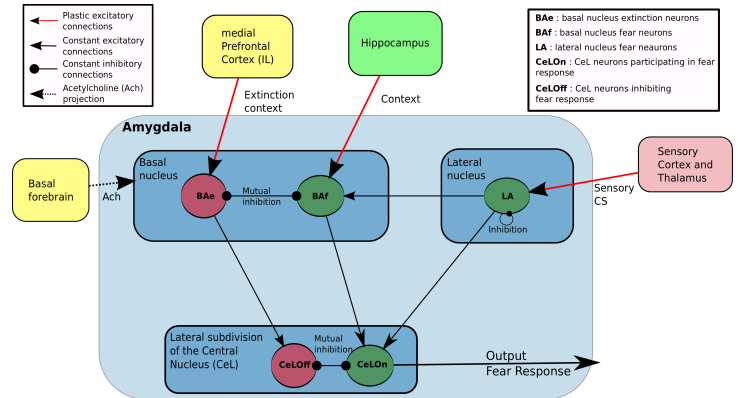 Plastic excitatory
connections
Constant excitatory
connections
Constant inhibitory
connections
Acetylcholine (Ach)
projection
medial
Prefrontal
Cortex (IL)
Hippocampus
BAe : basal nucleus extinction neurons
BAf : basal nucleus fear neurons
LA : lateral nucleus fear neaurons
CeLOn : CeL neurons participating in fear
response
CeLOff : CeL neurons inhibiting
fear response
Extinction
context
Context
Amygdala
Basal
nucleus
Lateral
nucleus
Sensory
Cortex and
Thalamus
Basal
forebrain
Ach
BAe
Mutual
inhibition
BAf
LA
Sensory
CS
Inhibition
Lateral subdivision
of the Central
Nucleus (CeL)
Mutual
inhibition
CeLOff
CeLOn
Output
Fear Response